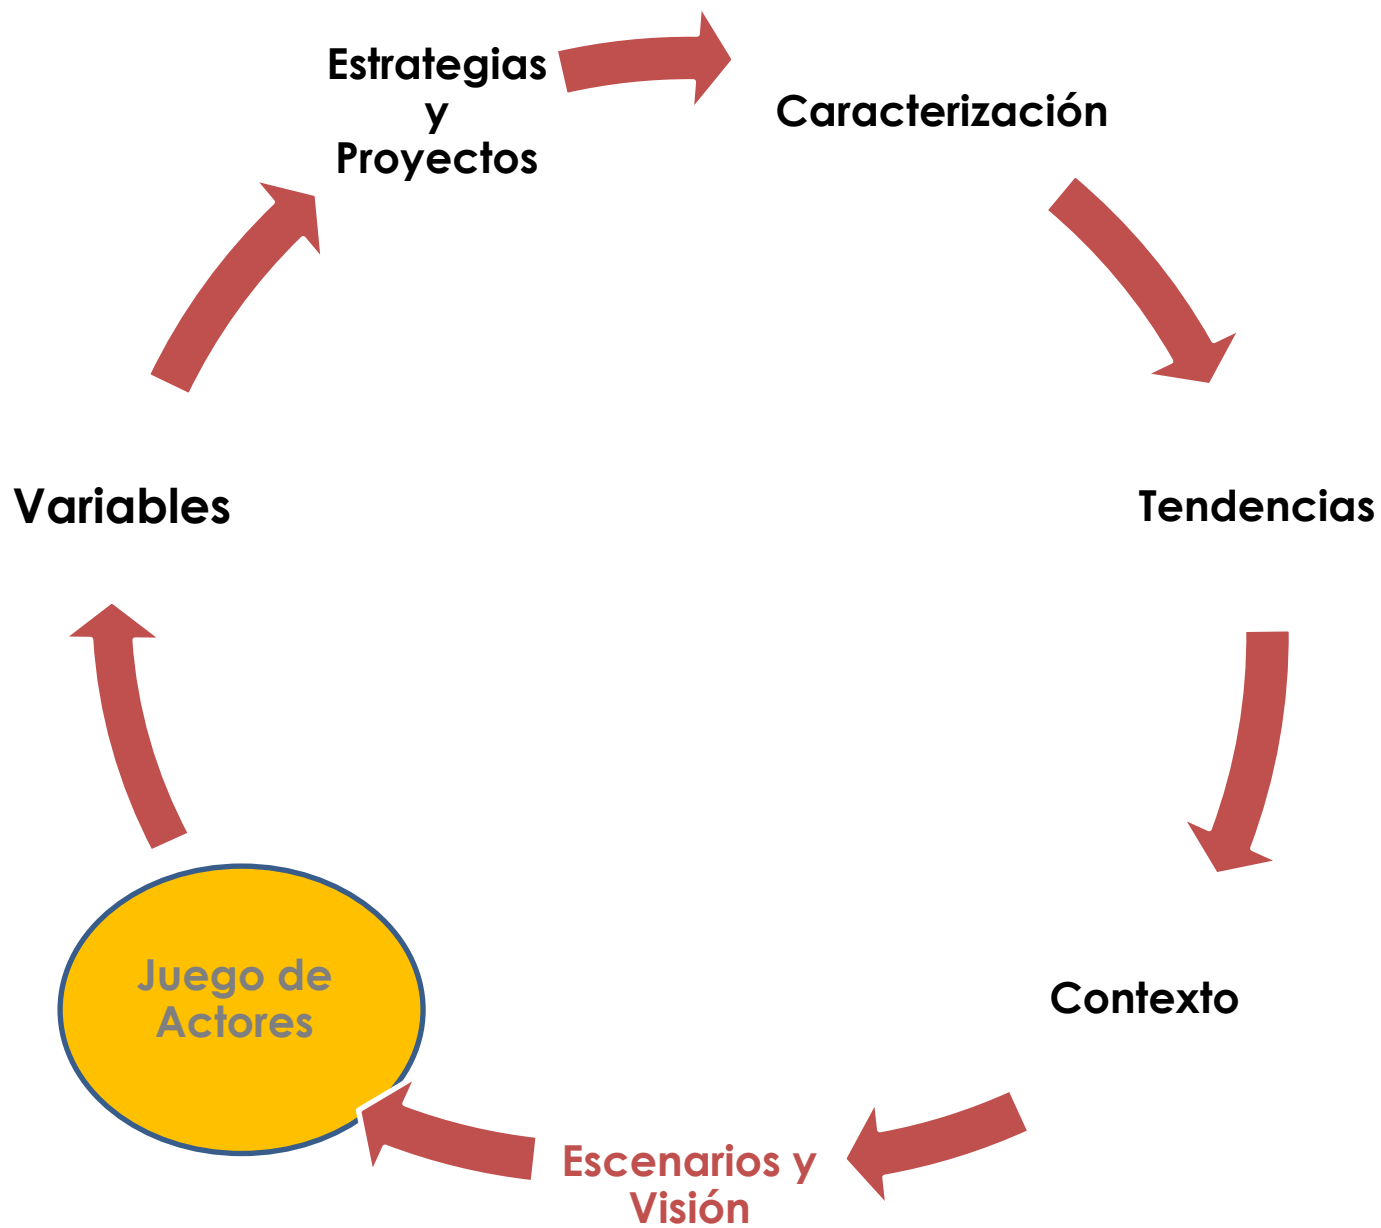 Estrategias
y
Proyectos
Caracterización
Tendencias
Contexto
Escenarios y
Visión
Juego de
Actores
Variables